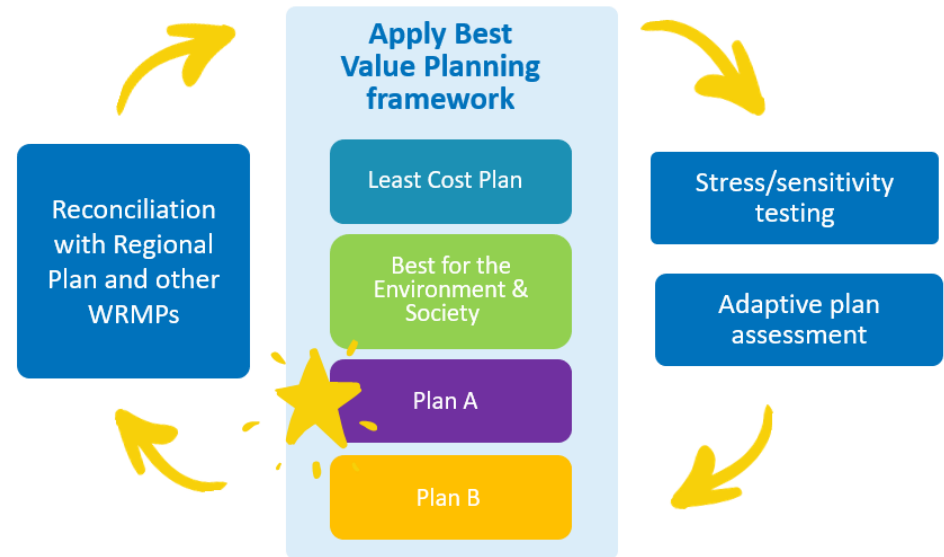 Apply Best
Value Planning
framework
Least Cost Plan
Best for the
Environment &
Society
Plan A
Plan B
Reconciliation
with Regional
Plan and other
WRMPs
Stress/sensitivity
testing
Adaptive plan
assessment